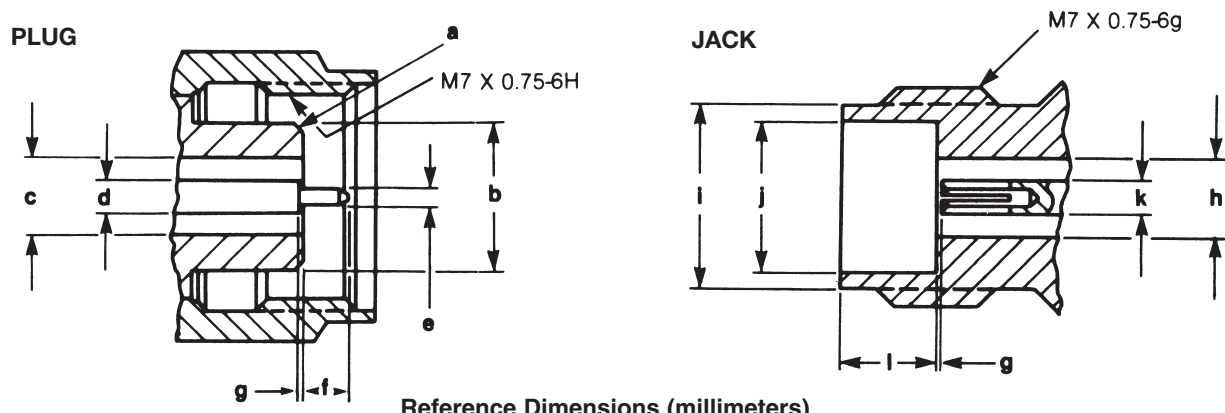 PLUG
a
M7 X 0.75-6H
c
d
b
e
g
f
JACK
M7 X 0.75-6g
i
j
k
h
l
g
Reference Dimensions (millimeters)